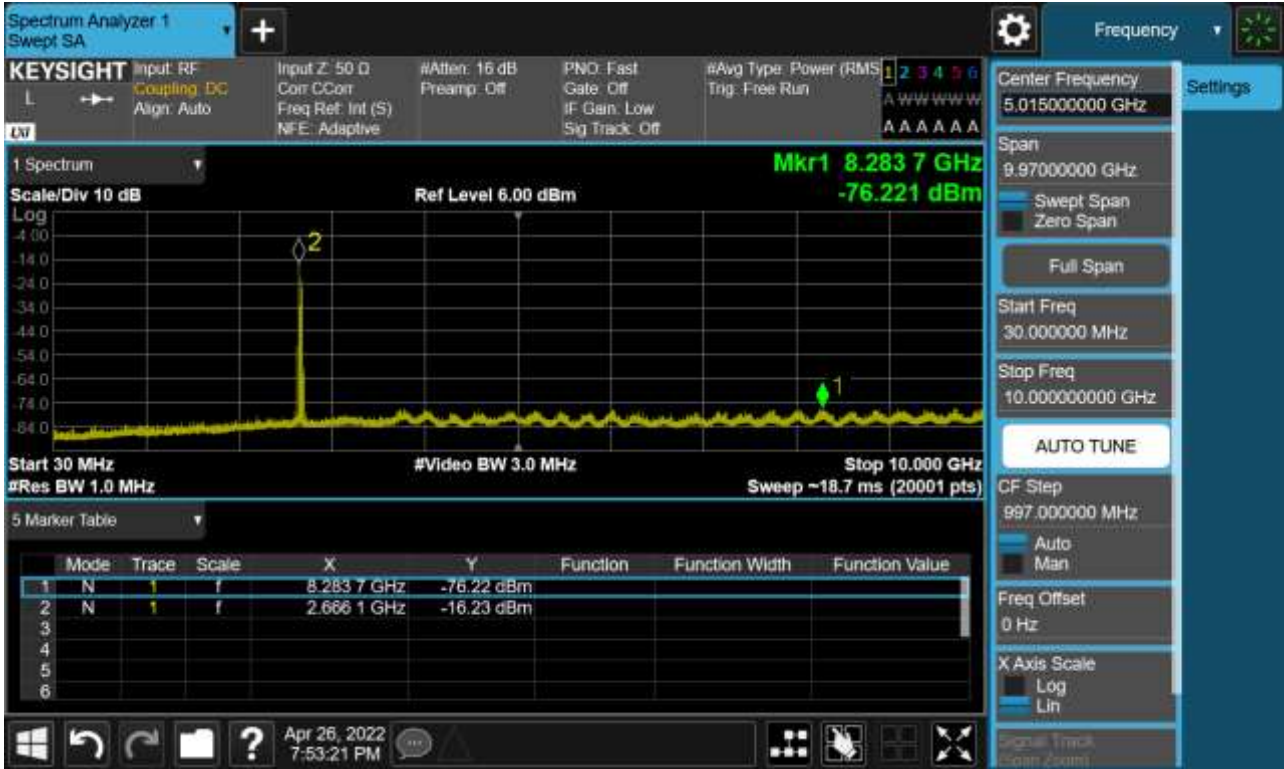 Spectrum Analyzer 1
Swept SA
Frequency
KEYSIGHT
L
LXI
Input: RF
Coupling: DC
Align: Auto
Input Z: 50 Ω
Corr CCorr
Freq Ref: Int (S)
NFE: Adaptive
#Atten: 16 dB
Preamp: Off
PNO: Fast
Gate: Off
IF Gain: Low
Sig Track: Off
#Avg Type: Power (RMS
Trig: Free Run
1 2 3 4 5 6
A W W W W W
A A A A A A
1 Spectrum
Scale/Div 10 dB
Ref Level 6.00 dBm
Mkr1 8.283 7 GHz
-76.221 dBm
Log
-4.00
-14.0
-24.0
-34.0
-44.0
-54.0
-64.0
-74.0
-84.0
2
1
Start 30 MHz
#Video BW 3.0 MHz
Stop 10.000 GHz
#Res BW 1.0 MHz
Sweep ~18.7 ms (20001 pts)
5 Marker Table
Mode Trace Scale X Y Function Function Width Function Value
1 N 1 f 8.283 7 GHz -76.22 dBm
2 N 1 f 2.666 1 GHz -16.23 dBm
3
4
5
6
Apr 26, 2022
7:53:21 PM
Center Frequency
5.015000000 GHz
Span
9.97000000 GHz
Swept Span
Zero Span
Full Span
Start Freq
30.000000 MHz
Stop Freq
10.000000000 GHz
AUTO TUNE
CF Step
997.000000 MHz
Auto
Man
Freq Offset
0 Hz
X Axis Scale
Log
Lin
Signal Track
(Span Zoom)
Settings